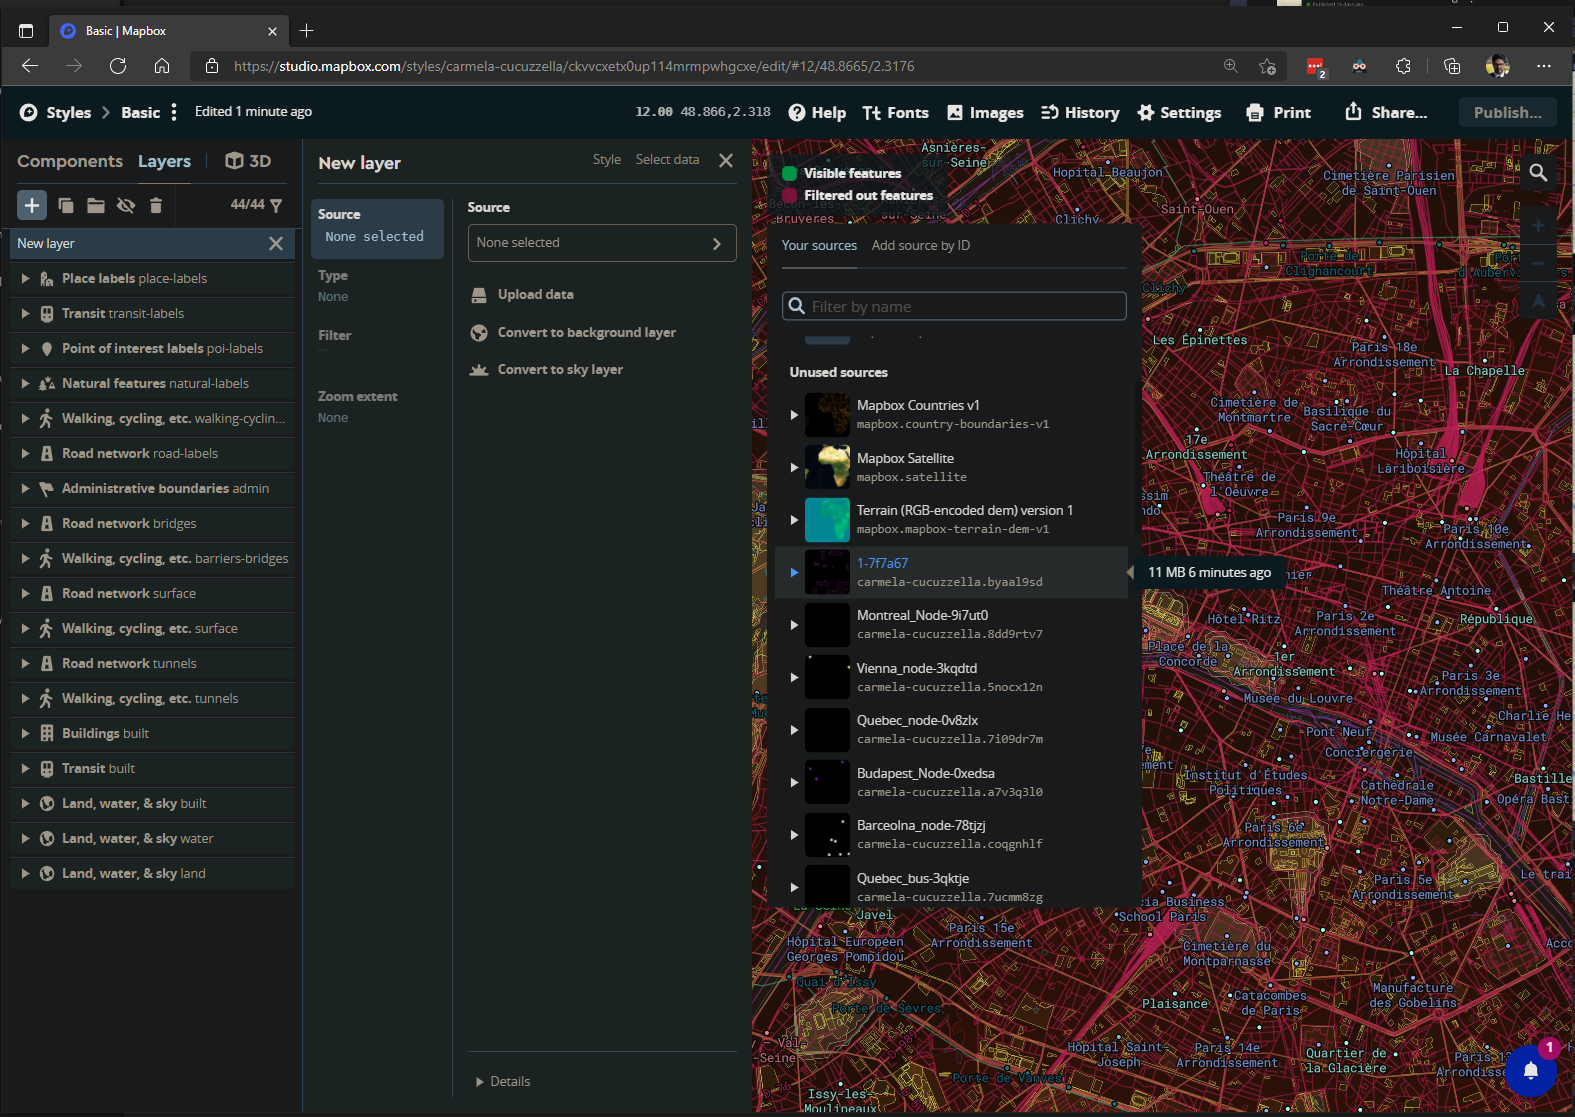 Basic | Mapbox
https://studio.mapbox.com/styles/carmela-cucuzzella/ckvvcxetx0up114mrmpwhgcxe/edit/#12/48.8665/2.3176
2
Styles
Basic
Edited 1 minute ago
12.00 48.866,2.318
Help
Fonts
Images
History
Settings
Print
Share...
Publish...
Components
Layers
3D
44/44
New layer
Place labels place-labels
Transit transit-labels
Point of interest labels poi-labels
Natural features natural-labels
Walking, cycling, etc. walking-cyclin...
Road network road-labels
Administrative boundaries admin
Road network bridges
Walking, cycling, etc. barriers-bridges
Road network surface
Walking, cycling, etc. surface
Road network tunnels
Walking, cycling, etc. tunnels
Buildings built
Transit built
Land, water, & sky built
Land, water, & sky water
Land, water, & sky land
New layer
Style
Select data
Source
None selected
Type
None
Filter
Zoom extent
None
Source
None selected
Upload data
Convert to background layer
Convert to sky layer
Details
Visible features
Filtered out features
Your sources
Add source by ID
Filter by name
Unused sources
Mapbox Countries v1
mapbox.country-boundaries-v1
Mapbox Satellite
mapbox.satellite
Terrain (RGB-encoded dem) version 1
mapbox.mapbox-terrain-dem-v1
1-7f7a67
carmela-cucuzzella.byaal9sd
11 MB 6 minutes ago
Montreal_Node-9i7ut0
carmela-cucuzzella.8dd9rtv7
Vienna_node-3kqdtd
carmela-cucuzzella.5nocx12n
Quebec_node-0v8zlx
carmela-cucuzzella.7i09dr7m
Budapest_Node-0xedsa
carmela-cucuzzella.a7v3q3l0
Barceolna_node-78tjzj
carmela-cucuzzella.coqgnhlf
Quebec_bus-3qktje
carmela-cucuzzella.7ucmm8zg
Asnières-
sur-Seine
Hopital Beaujon
Cimetière Parisien
de Saint-Ouen
Bruyères
sur-Seine
Clichy
Saint-Ouen
Porte de
Clignancourt
d'Aubervilliers
Clichy
Les Épinettes
Paris 18e
Arrondissement
La Chapelle
Cimetière de
Montmartre
Basilique du
Sacré-Cœur
17e
Arrondissement
Hôpital
Lariboisière
Théâtre de
l'Oeuvre
Paris 9e
Arrondissement
Paris 10e
Arrondissement
Théâtre Antoine
Hôtel Ritz
Paris 2e
Arrondissement
République
Place de la
Concorde
1er
Arrondissement
Paris 3e
Arrondissement
Musée du Louvre
Charlie He
Pont Neuf
Musée Carnavalet
Conciergerie
Institut d'Études
Politiques
Cathédrale
Notre-Dame
Bastille
Opéra Bast
Paris 6e
Arrondissement
Paris 5e
Arrondissement
Le trai
cia Business
School Paris
Javel
Paris 15e
Arrondissement
Hôpital Européen
Georges Pompidou
Cimetière du
Montparnasse
Quai d'Issy
Porte de Sèvres
Plaisance
Catacombes
de Paris
Manufacture
des Gobelins
Hôpital Saint-
Joseph
Paris 14e
Arrondissement
Quartier de
la Glacière
Paris 13
Arrondisse
Porte de Vanves
Issy-les-
Moulineaux
-Seine
1